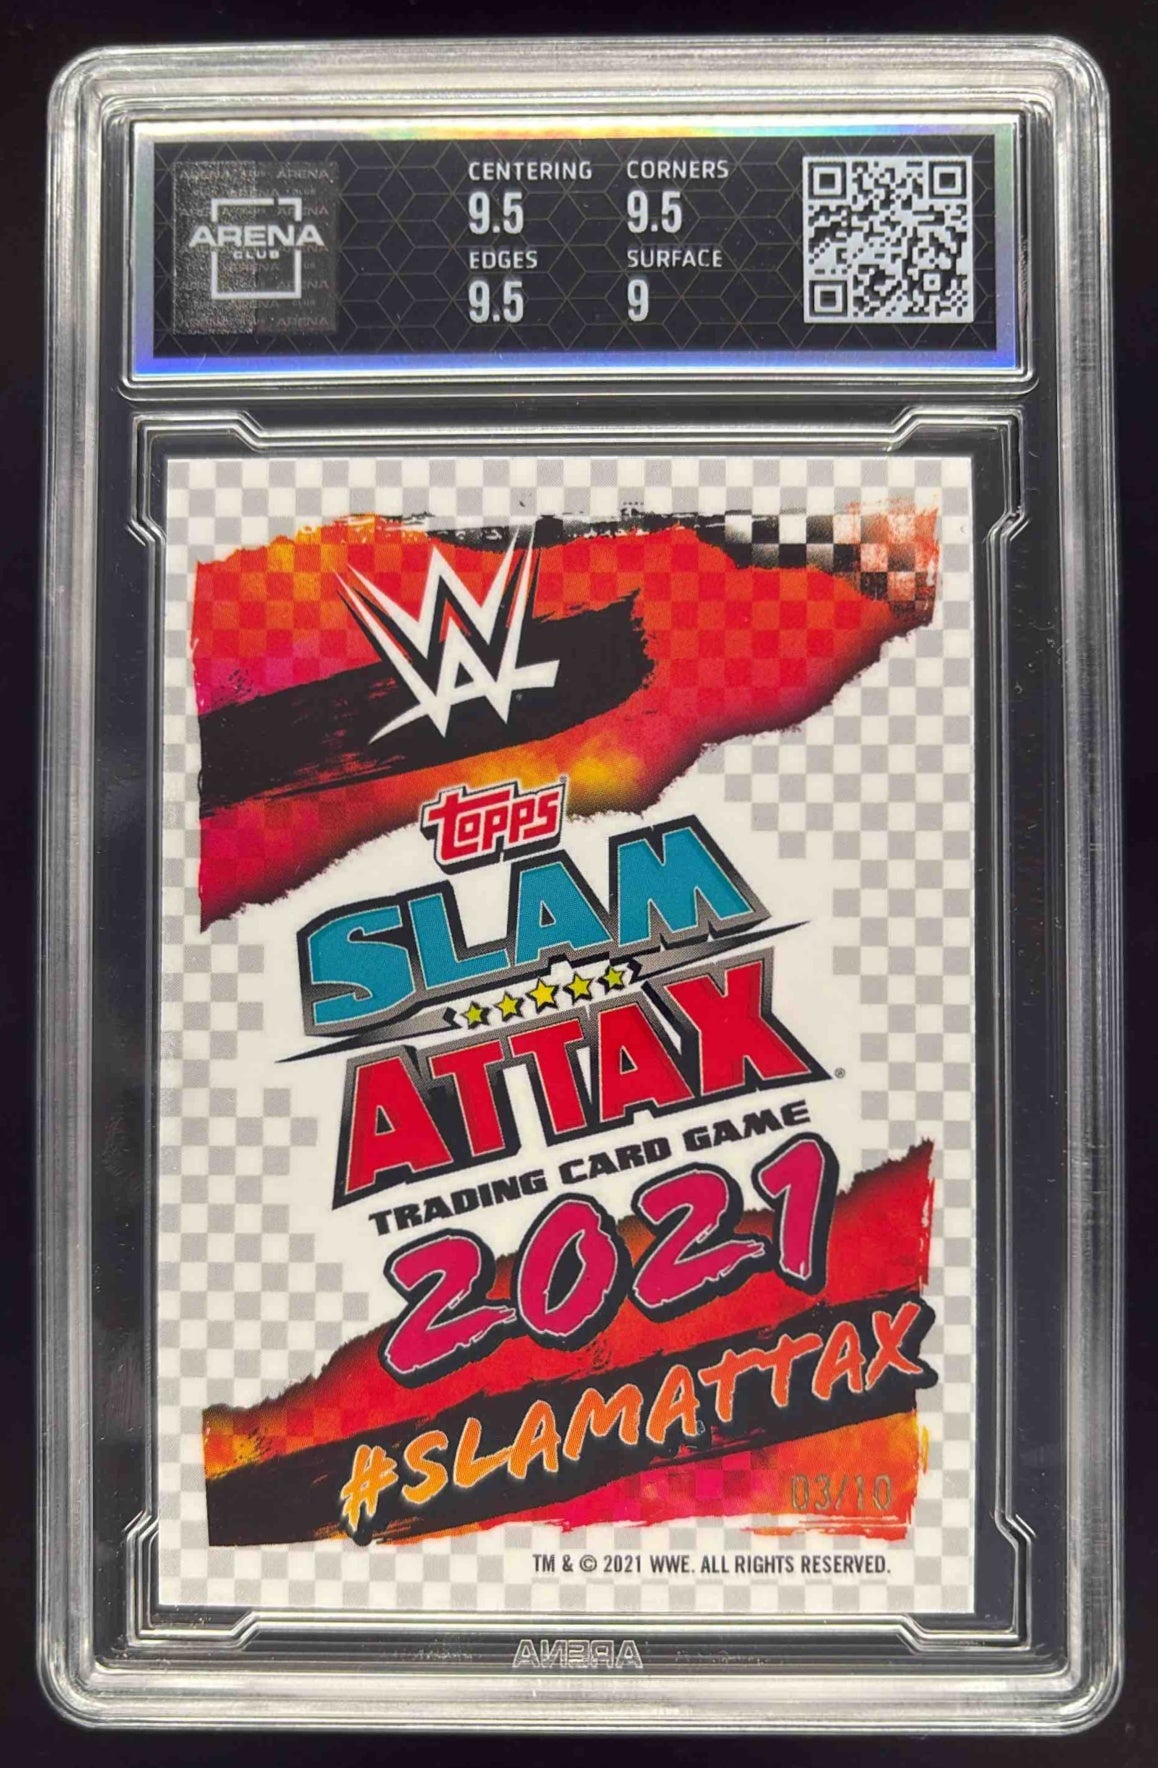 ARENA
CLUB
CENTERING CORNERS
9.5 9.5
EDGES SURFACE
9.5 9
W
topps
SLAM
ATTAX
TRADING CARD GAME
2021
#SLAMATTAX
03/10
TM & © 2021 WWE. ALL RIGHTS RESERVED.
ARENA